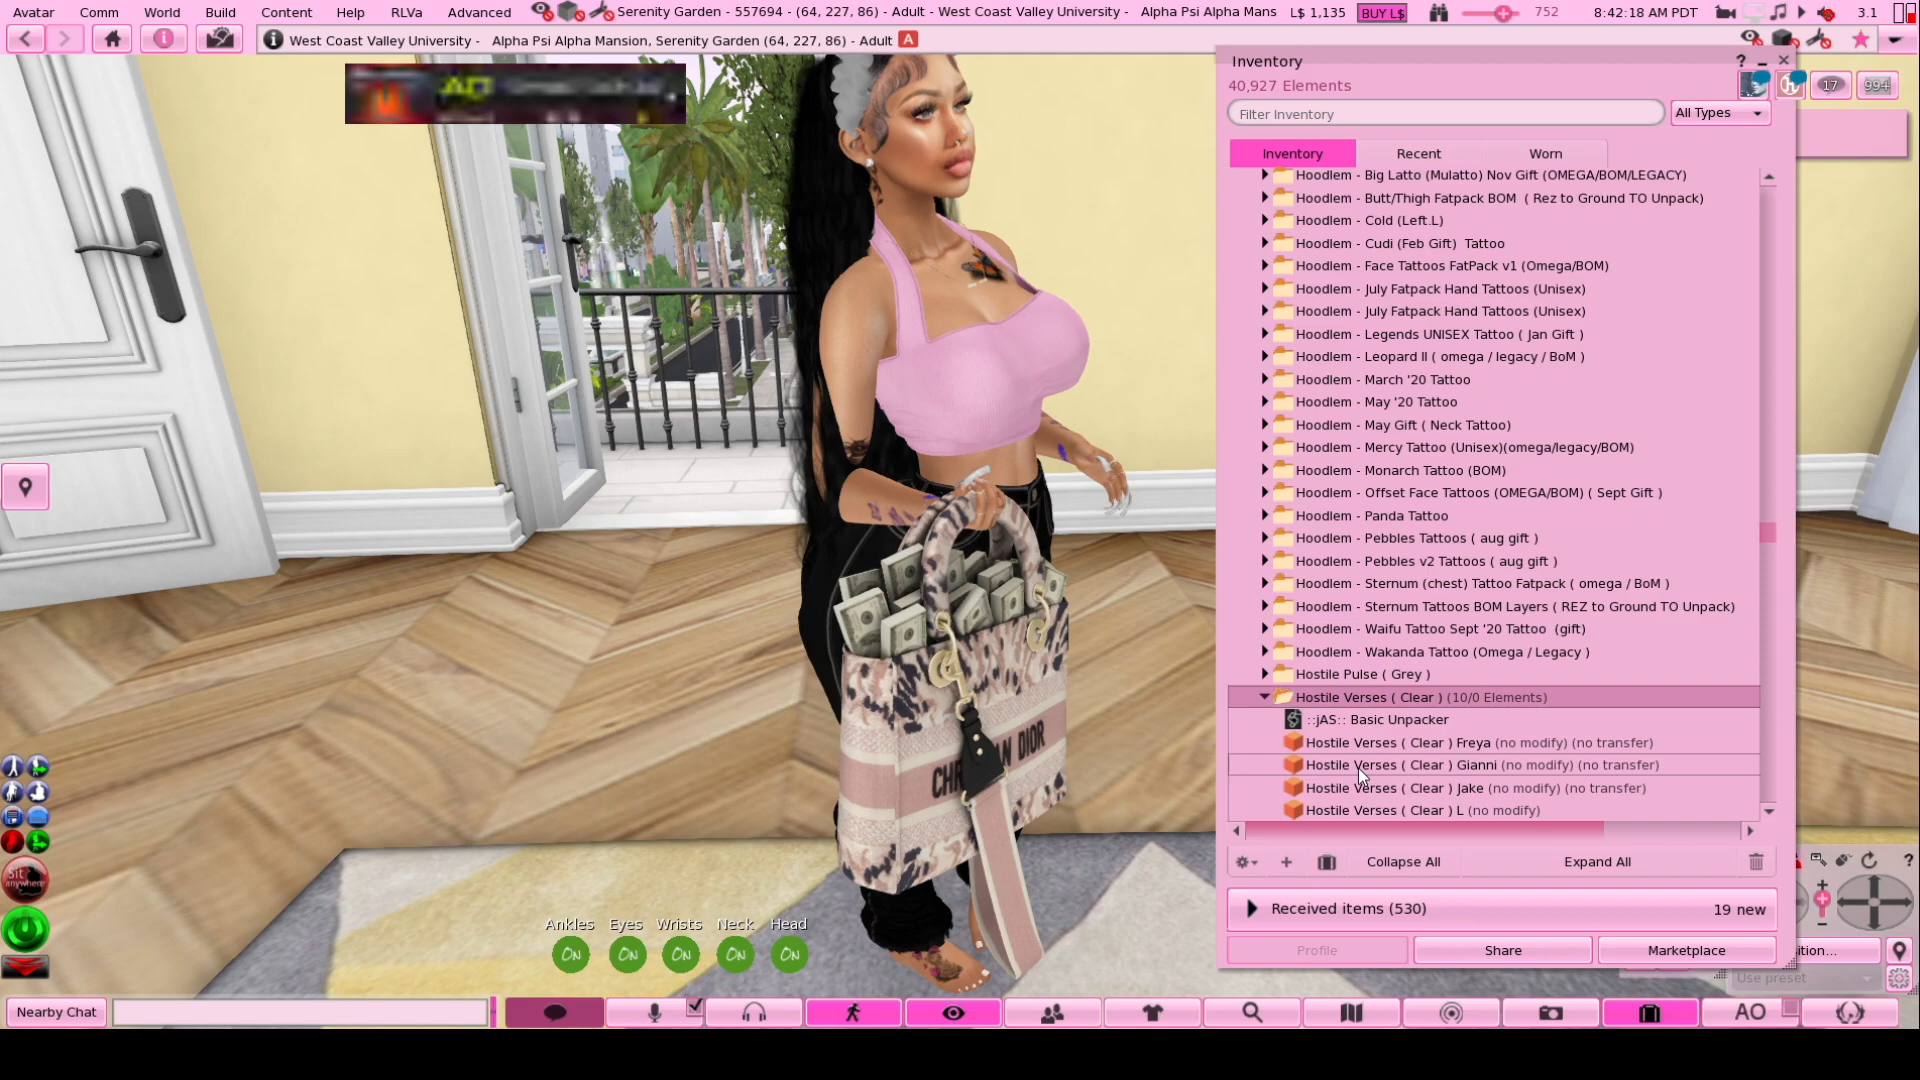 Avatar Comm World Build Content Help RLVa Advanced Serenity Garden - 557694 - (64, 227, 86) - Adult - West Coast Valley University - Alpha Psi Alpha Mans L$ 1,135 BUY L$ 752 8:42:18 AM PDT 3.1
West Coast Valley University - Alpha Psi Alpha Mansion, Serenity Garden (64, 227, 86) - Adult A
Inventory ?
40,927 Elements
17 994
Filter Inventory All Types
Inventory Recent Worn
Hoodlem - Big Latto (Mulatto) Nov Gift (OMEGA/BOM/LEGACY)
Hoodlem - Butt/Thigh Fatpack BOM ( Rez to Ground TO Unpack)
Hoodlem - Cold (Left.L)
Hoodlem - Cudi (Feb Gift) Tattoo
Hoodlem - Face Tattoos FatPack v1 (Omega/BOM)
Hoodlem - July Fatpack Hand Tattoos (Unisex)
Hoodlem - July Fatpack Hand Tattoos (Unisex)
Hoodlem - Legends UNISEX Tattoo ( Jan Gift )
Hoodlem - Leopard II ( omega / legacy / BoM )
Hoodlem - March '20 Tattoo
Hoodlem - May '20 Tattoo
Hoodlem - May Gift ( Neck Tattoo)
Hoodlem - Mercy Tattoo (Unisex)(omega/legacy/BOM)
Hoodlem - Monarch Tattoo (BOM)
Hoodlem - Offset Face Tattoos (OMEGA/BOM) ( Sept Gift )
Hoodlem - Panda Tattoo
Hoodlem - Pebbles Tattoos ( aug gift )
Hoodlem - Pebbles v2 Tattoos ( aug gift )
Hoodlem - Sternum (chest) Tattoo Fatpack ( omega / BoM )
Hoodlem - Sternum Tattoos BOM Layers ( REZ to Ground TO Unpack)
Hoodlem - Waifu Tattoo Sept '20 Tattoo (gift)
Hoodlem - Wakanda Tattoo (Omega / Legacy )
Hostile Pulse ( Grey )
Hostile Verses ( Clear ) (10/0 Elements)
::jAS:: Basic Unpacker
Hostile Verses ( Clear ) Freya (no modify) (no transfer)
Hostile Verses ( Clear ) Gianni (no modify) (no transfer)
Hostile Verses ( Clear ) Jake (no modify) (no transfer)
Hostile Verses ( Clear ) L (no modify)
Collapse All Expand All
?
Received items (530) 19 new
Profile Share Marketplace
ition...
Use preset
CHR AN DIOR
Sit anywhere
Ankles Eyes Wrists Neck Head
On On On On On
Nearby Chat AO